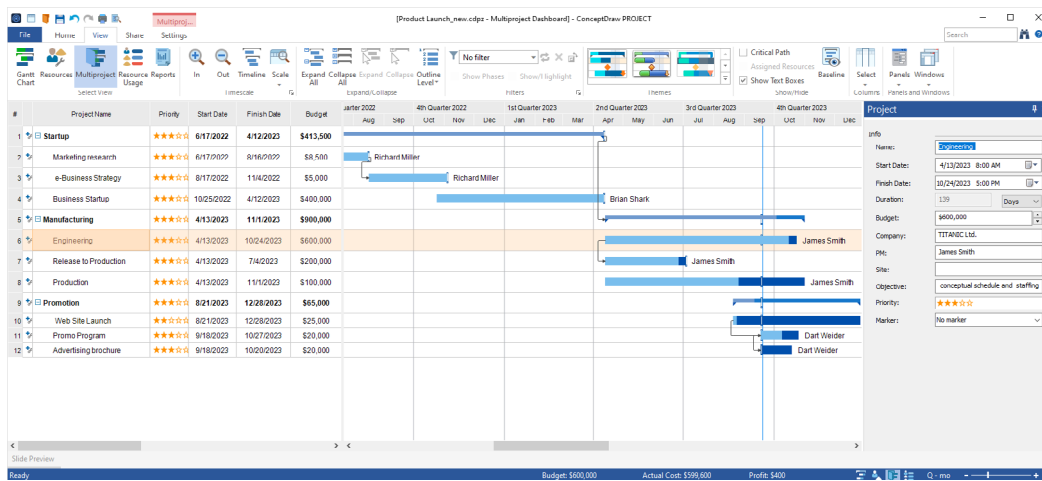 Multiproj...
[Product Launch_new.cdpz - Multiproject Dashboard] - ConceptDraw PROJECT
File Home View Share Settings Search
Gantt Chart Resources Multiproject Resource Usage Reports In Out Timeline Scale Expand All Collapse All Expand Collapse Outline Level No filter Show Phases Show/Highlight Critical Path Assigned Resources Show Text Boxes Baseline Select Panels Windows
Select View Timescale Expand/Collapse Filters Themes Show/Hide Columns Panels and Windows
# Project Name Priority Start Date Finish Date Budget
uarter 2022 4th Quarter 2022 1st Quarter 2023 2nd Quarter 2023 3rd Quarter 2023 4th Quarter 2023
Aug Sep Oct Nov Dec Jan Feb Mar Apr May Jun Jul Aug Sep Oct Nov Dec
1 Startup 6/17/2022 4/12/2023 $413,500
2 Marketing research 6/17/2022 8/16/2022 $8,500 Richard Miller
3 e-Business Strategy 8/17/2022 11/4/2022 $5,000 Richard Miller
4 Business Startup 10/25/2022 4/12/2023 $400,000 Brian Shark
5 Manufacturing 4/13/2023 11/1/2023 $900,000
6 Engineering 4/13/2023 10/24/2023 $600,000 James Smith
7 Release to Production 4/13/2023 7/4/2023 $200,000 James Smith
8 Production 4/13/2023 11/1/2023 $100,000 James Smith
9 Promotion 8/21/2023 12/28/2023 $65,000
10 Web Site Launch 8/21/2023 12/28/2023 $25,000
11 Promo Program 9/18/2023 10/27/2023 $20,000 Dart Weider
12 Advertising brochure 9/18/2023 10/20/2023 $20,000 Dart Weider
Project
Info
Name: Engineering
Start Date: 4/13/2023 8:00 AM
Finish Date: 10/24/2023 5:00 PM
Duration: 139 Days
Budget: $600,000
Company: TITANIC Ltd.
PM: James Smith
Site:
Objective: conceptual schedule and staffing
Priority:
Marker: No marker
Slide Preview
Ready Budget: $600,000 Actual Cost: $599,600 Profit: $400 Q - mo